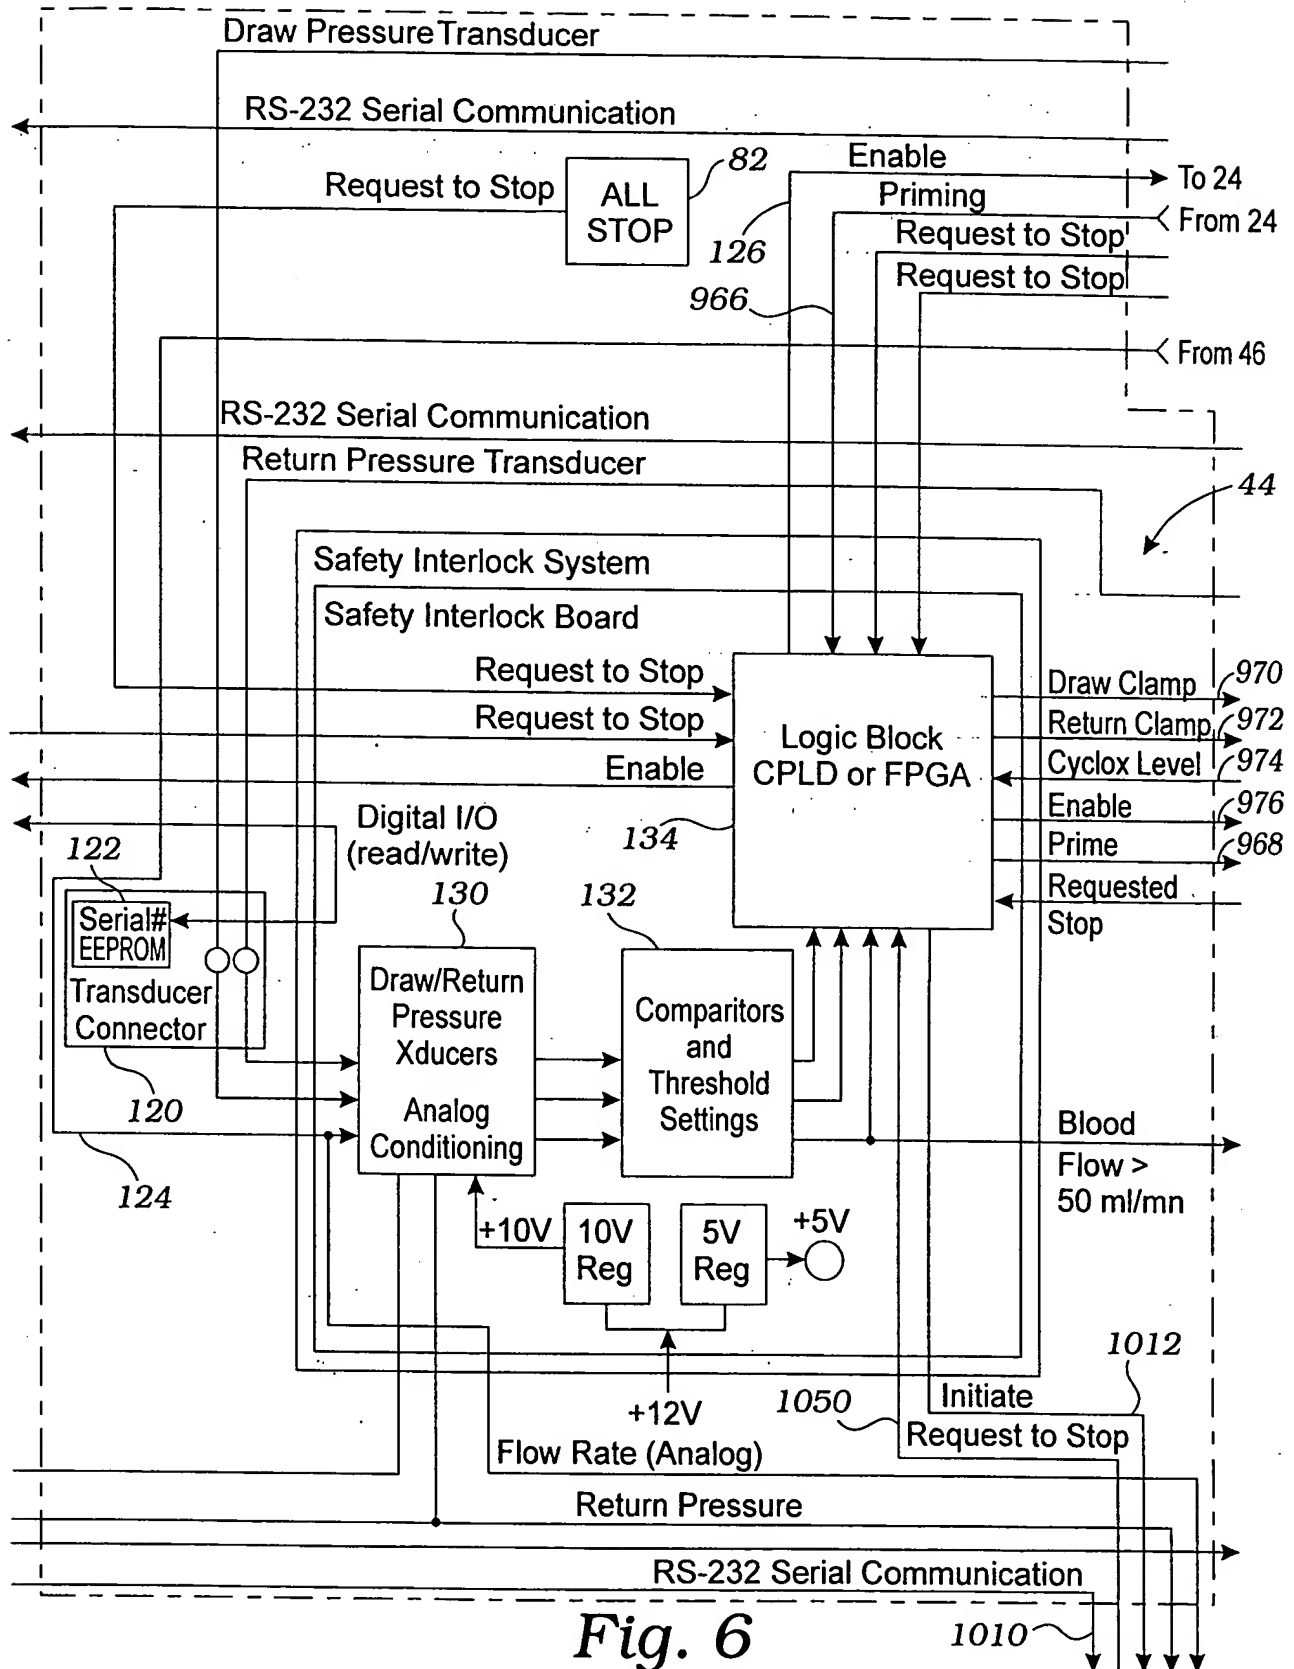 Draw Pressure Transducer
RS-232 Serial Communication
82
Enable
To 24
Request to Stop
ALL
STOP
Priming
From 24
126
Request to Stop
966
Request to Stop
From 46
RS-232 Serial Communication
Return Pressure Transducer
44
Safety Interlock System
Safety Interlock Board
Request to Stop
Draw Clamp
970
Request to Stop
Logic Block
CPLD or FPGA
Return Clamp
972
Enable
Cyclox Level
974
Digital I/O
(read/write)
134
Enable
976
122
Prime
968
Serial#
EEPROM
130
132
Requested
Stop
Transducer
Connector
Draw/Return
Pressure
Xducers
Analog
Conditioning
Comparitors
and
Threshold
Settings
120
124
Blood
Flow >
50 ml/mn
+10V
10V
Reg
5V
Reg
+5V
1012
+12V
1050
Initiate
Request to Stop
Flow Rate (Analog)
Return Pressure
RS-232 Serial Communication
Fig. 6
1010